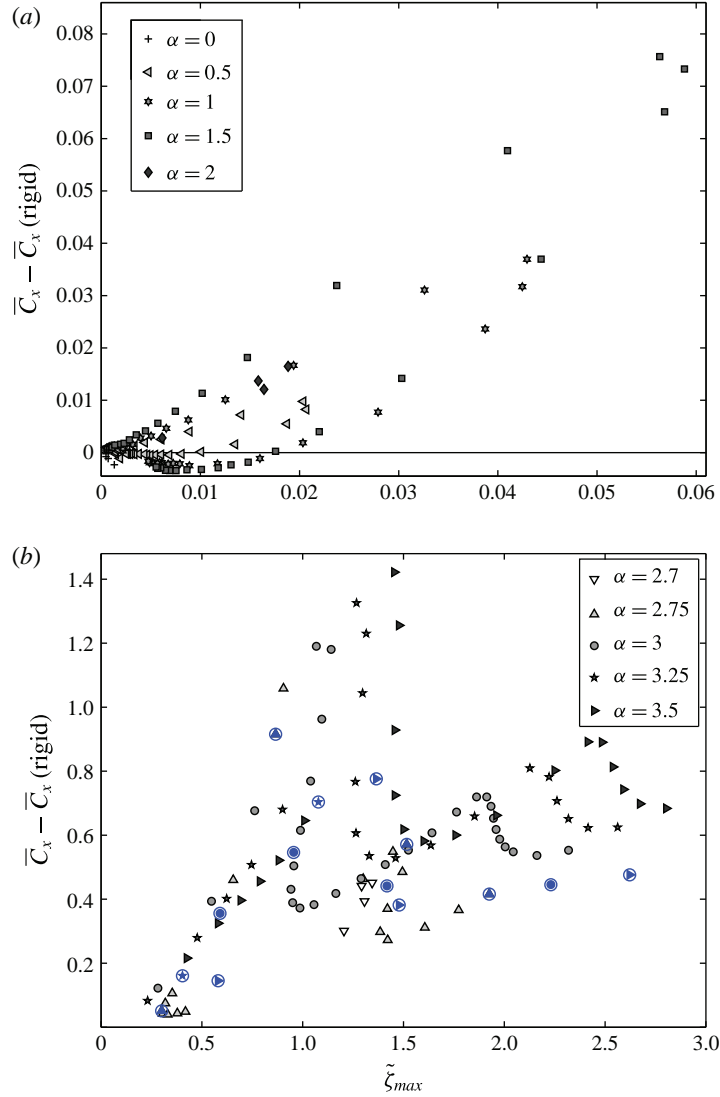 (a)
0.08
0.07
0.06
0.05
0.04
0.03
0.02
0.01
0
C̅x – C̅x (rigid)
α = 0
α = 0.5
α = 1
α = 1.5
α = 2
0 0.01 0.02 0.03 0.04 0.05 0.06
(b)
1.4
1.2
1.0
0.8
0.6
0.4
0.2
C̅x – C̅x (rigid)
α = 2.7
α = 2.75
α = 3
α = 3.25
α = 3.5
0 0.5 1.0 1.5 2.0 2.5 3.0
ζ̃max